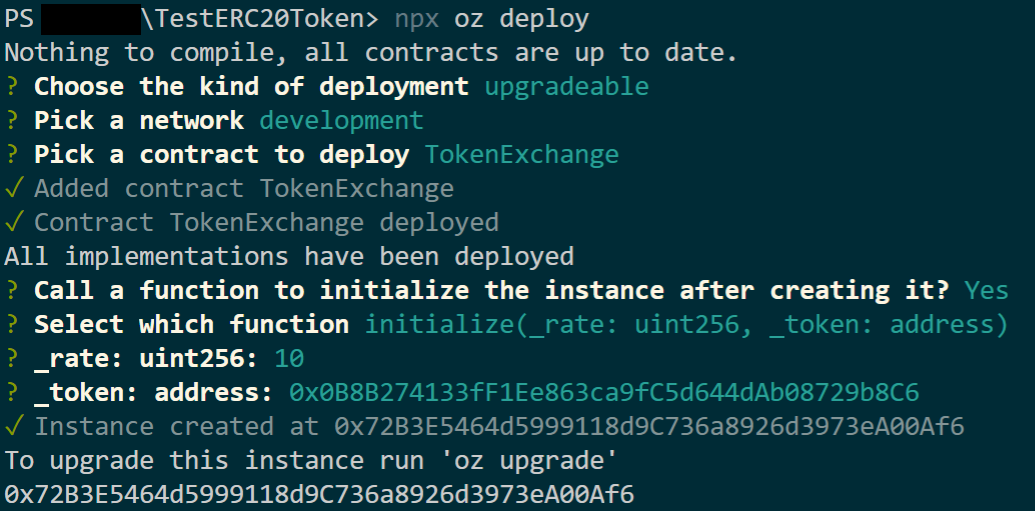 PS \TestERC20Token> npx oz deploy
Nothing to compile, all contracts are up to date.
? Choose the kind of deployment upgradeable
? Pick a network development
? Pick a contract to deploy TokenExchange
✓ Added contract TokenExchange
✓ Contract TokenExchange deployed
All implementations have been deployed
? Call a function to initialize the instance after creating it? Yes
? Select which function initialize(_rate: uint256, _token: address)
? _rate: uint256: 10
? _token: address: 0x0B8B274133fF1Ee863ca9fC5d644dAb08729b8C6
✓ Instance created at 0x72B3E5464d5999118d9C736a8926d3973eA00Af6
To upgrade this instance run 'oz upgrade'
0x72B3E5464d5999118d9C736a8926d3973eA00Af6